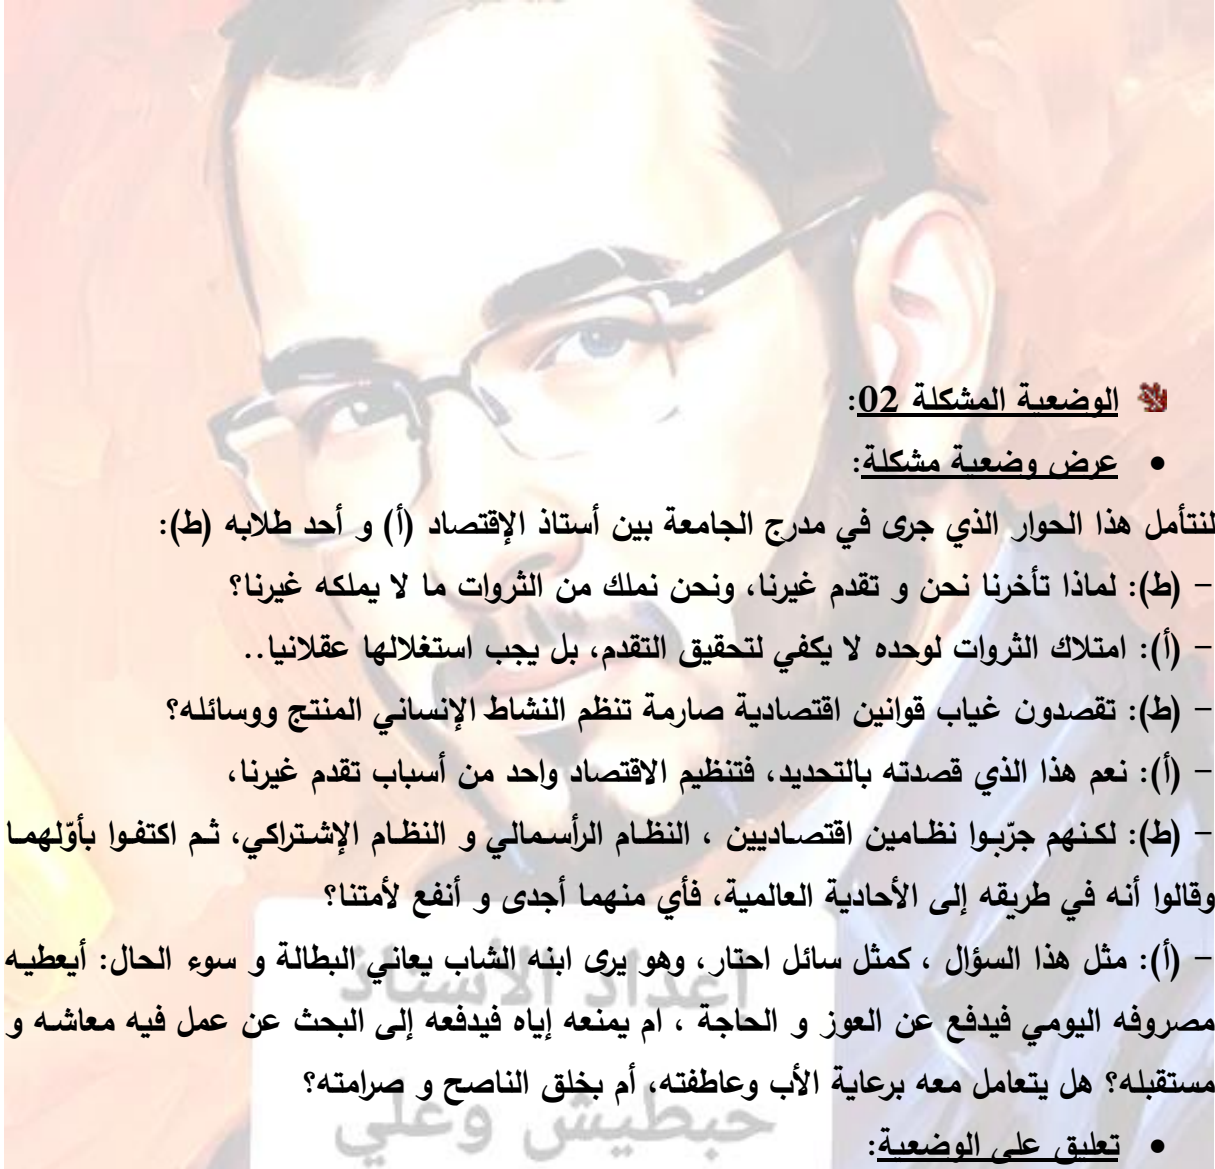 الوضعية المشكلة 02:
• عرض وضعية مشكلة:
لنتأمل هذا الحوار الذي جرى في مدرج الجامعة بين أستاذ الإقتصاد (أ) و أحد طلابه (ط):
- (ط): لماذا تأخرنا نحن و تقدم غيرنا، ونحن نملك من الثروات ما لا يملكه غيرنا؟
- (أ): امتلاك الثروات لوحده لا يكفي لتحقيق التقدم، بل يجب استغلالها عقلانيا..
- (ط): تقصدون غياب قوانين اقتصادية صارمة تنظم النشاط الإنساني المنتج ووسائله؟
- (أ): نعم هذا الذي قصدته بالتحديد، فتنظيم الاقتصاد واحد من أسباب تقدم غيرنا،
- (ط): لكنهم جرّبوا نظامين اقتصاديين ، النظام الرأسمالي و النظام الإشتراكي، ثم اكتفوا بأوّلهما
وقالوا أنه في طريقه إلى الأحادية العالمية، فأي منهما أجدى و أنفع لأمتنا؟
- (أ): مثل هذا السؤال ، كمثل سائل احتار، وهو يرى ابنه الشاب يعاني البطالة و سوء الحال: أيعطيه
اعداد الأستاذ
مصروفه اليومي فيدفع عن العوز و الحاجة ، ام يمنعه إياه فيدفعه إلى البحث عن عمل فيه معاشه و
مستقبله؟ هل يتعامل معه برعاية الأب وعاطفته، أم بخلق الناصح و صرامته؟
حبطيش وعلي
• تعليق على الوضعية: